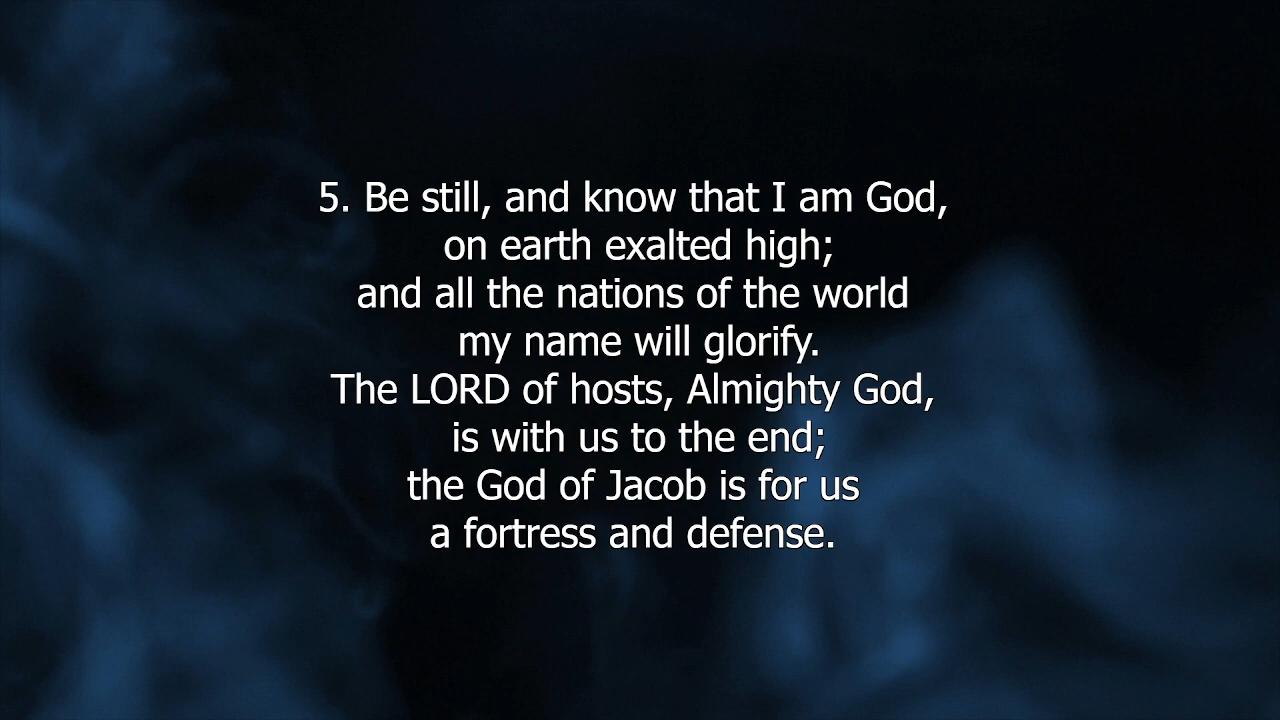 5. Be still, and know that I am God,
on earth exalted high;
and all the nations of the world
my name will glorify.
The LORD of hosts, Almighty God,
is with us to the end;
the God of Jacob is for us
a fortress and defense.